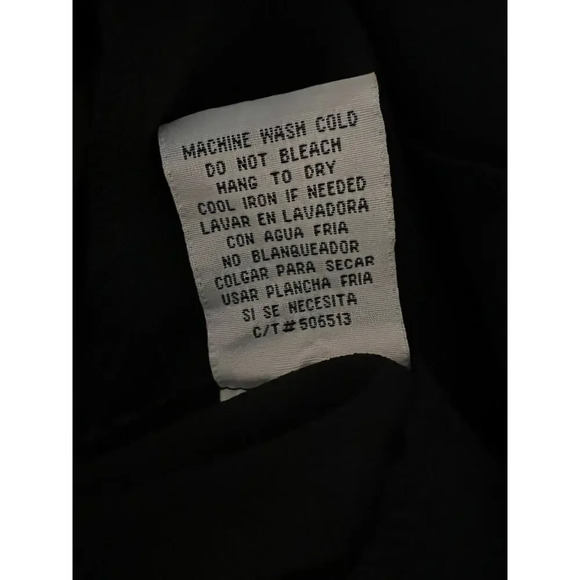 MACHINE WASH COLD
DO NOT BLEACH
HANG TO DRY
COOL IRON IF NEEDED
LAVAR EN LAVADORA
CON AGUA FRIA
NO BLANQUEADOR
COLGAR PARA SECAR
USAR PLANCHA FRIA
SI SE NECESITA
C/T#506513